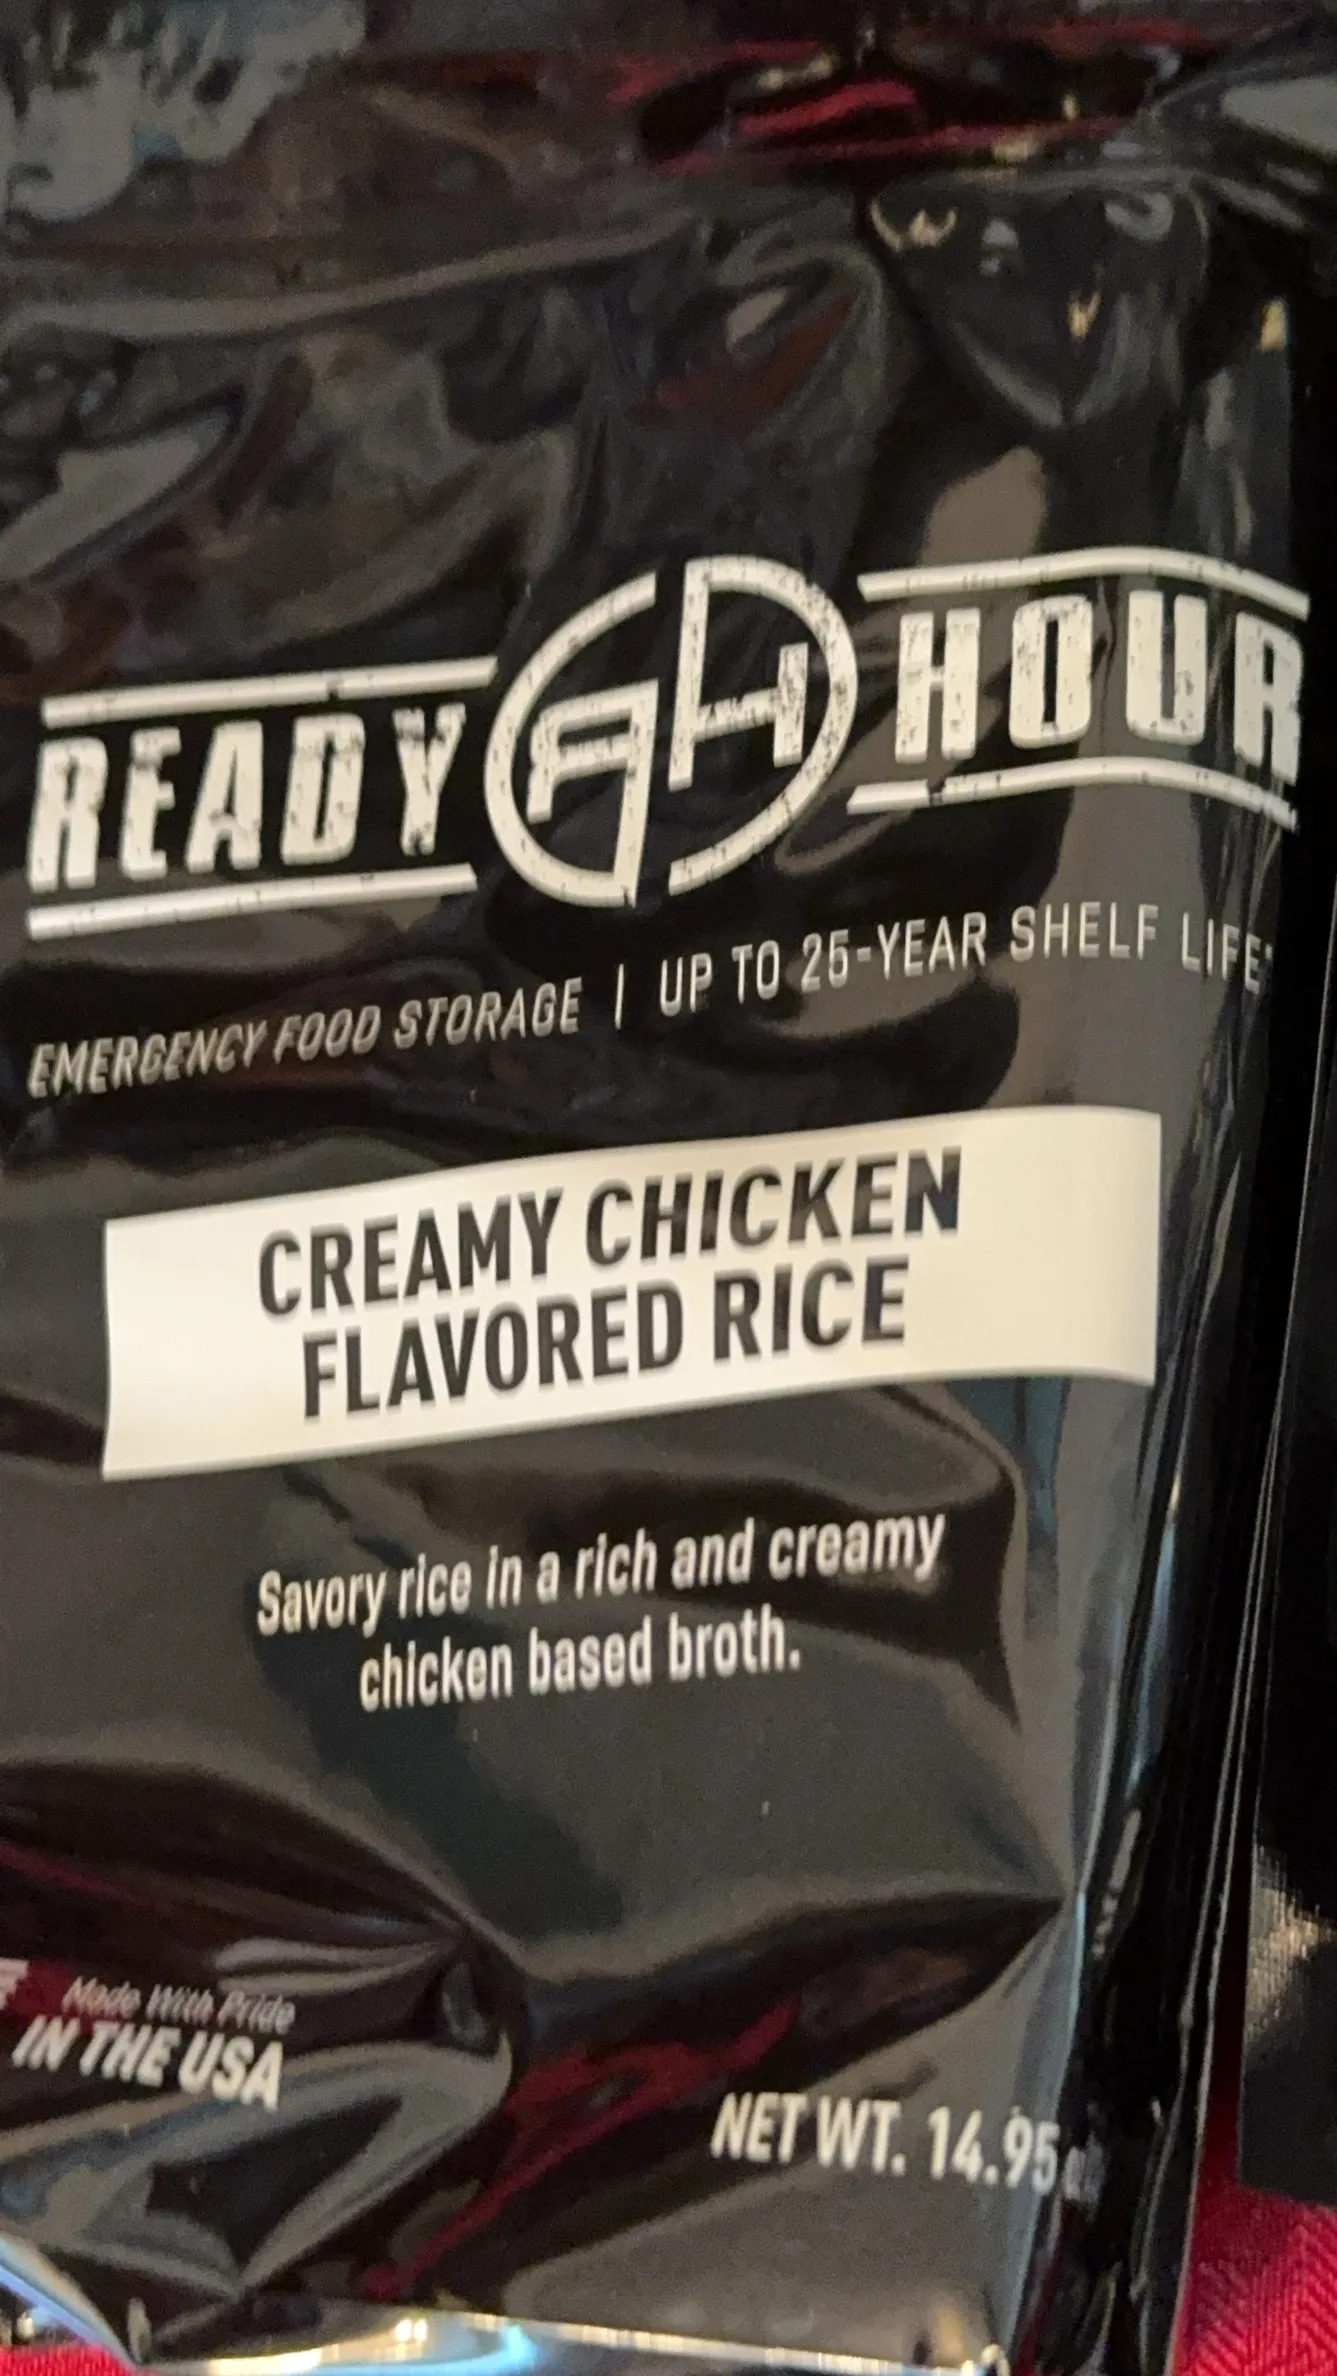 READY RH HOUR
EMERGENCY FOOD STORAGE | UP TO 25-YEAR SHELF LIFE*
CREAMY CHICKEN
FLAVORED RICE
Savory rice in a rich and creamy
chicken based broth.
Made With Pride
IN THE USA
NET WT. 14.95